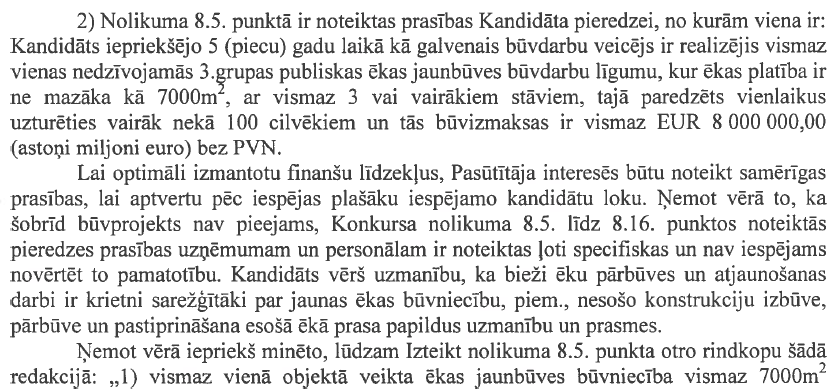 2) Nolikuma 8.5. punktā ir noteiktas prasības Kandidāta pieredzei, no kurām viena ir:
Kandidāts iepriekšējo 5 (piecu) gadu laikā kā galvenais būvdarbu veicējs ir realizējis vismaz
vienas nedzīvojamās 3.grupas publiskas ēkas jaunbūves būvdarbu līgumu, kur ēkas platība ir
ne mazāka kā 7000m², ar vismaz 3 vai vairākiem stāviem, tajā paredzēts vienlaikus
uzturēties vairāk nekā 100 cilvēkiem un tās būvizmaksas ir vismaz EUR 8 000 000,00
(astoņi miljoni euro) bez PVN.
Lai optimāli izmantotu finanšu līdzekļus, Pasūtītāja interesēs būtu noteikt samērīgas
prasības, lai aptvertu pēc iespējas plašāku iespējamo kandidātu loku. Ņemot vērā to, ka
šobrīd būvprojekts nav pieejams, Konkursa nolikuma 8.5. līdz 8.16. punktos noteiktās
pieredzes prasības uzņēmumam un personālam ir noteiktas ļoti specifiskas un nav iespējams
novērtēt to pamatotību. Kandidāts vērš uzmanību, ka bieži ēku pārbūves un atjaunošanas
darbi ir krietni sarežģītāki par jaunas ēkas būvniecību, piem., nesošo konstrukciju izbūve,
pārbūve un pastiprināšana esošā ēkā prasa papildus uzmanību un prasmes.
Ņemot vērā iepriekš minēto, lūdzam Izteikt nolikuma 8.5. punkta otro rindkopu šādā
redakcijā: „1) vismaz vienā objektā veikta ēkas jaunbūves būvniecība vismaz 7000m²